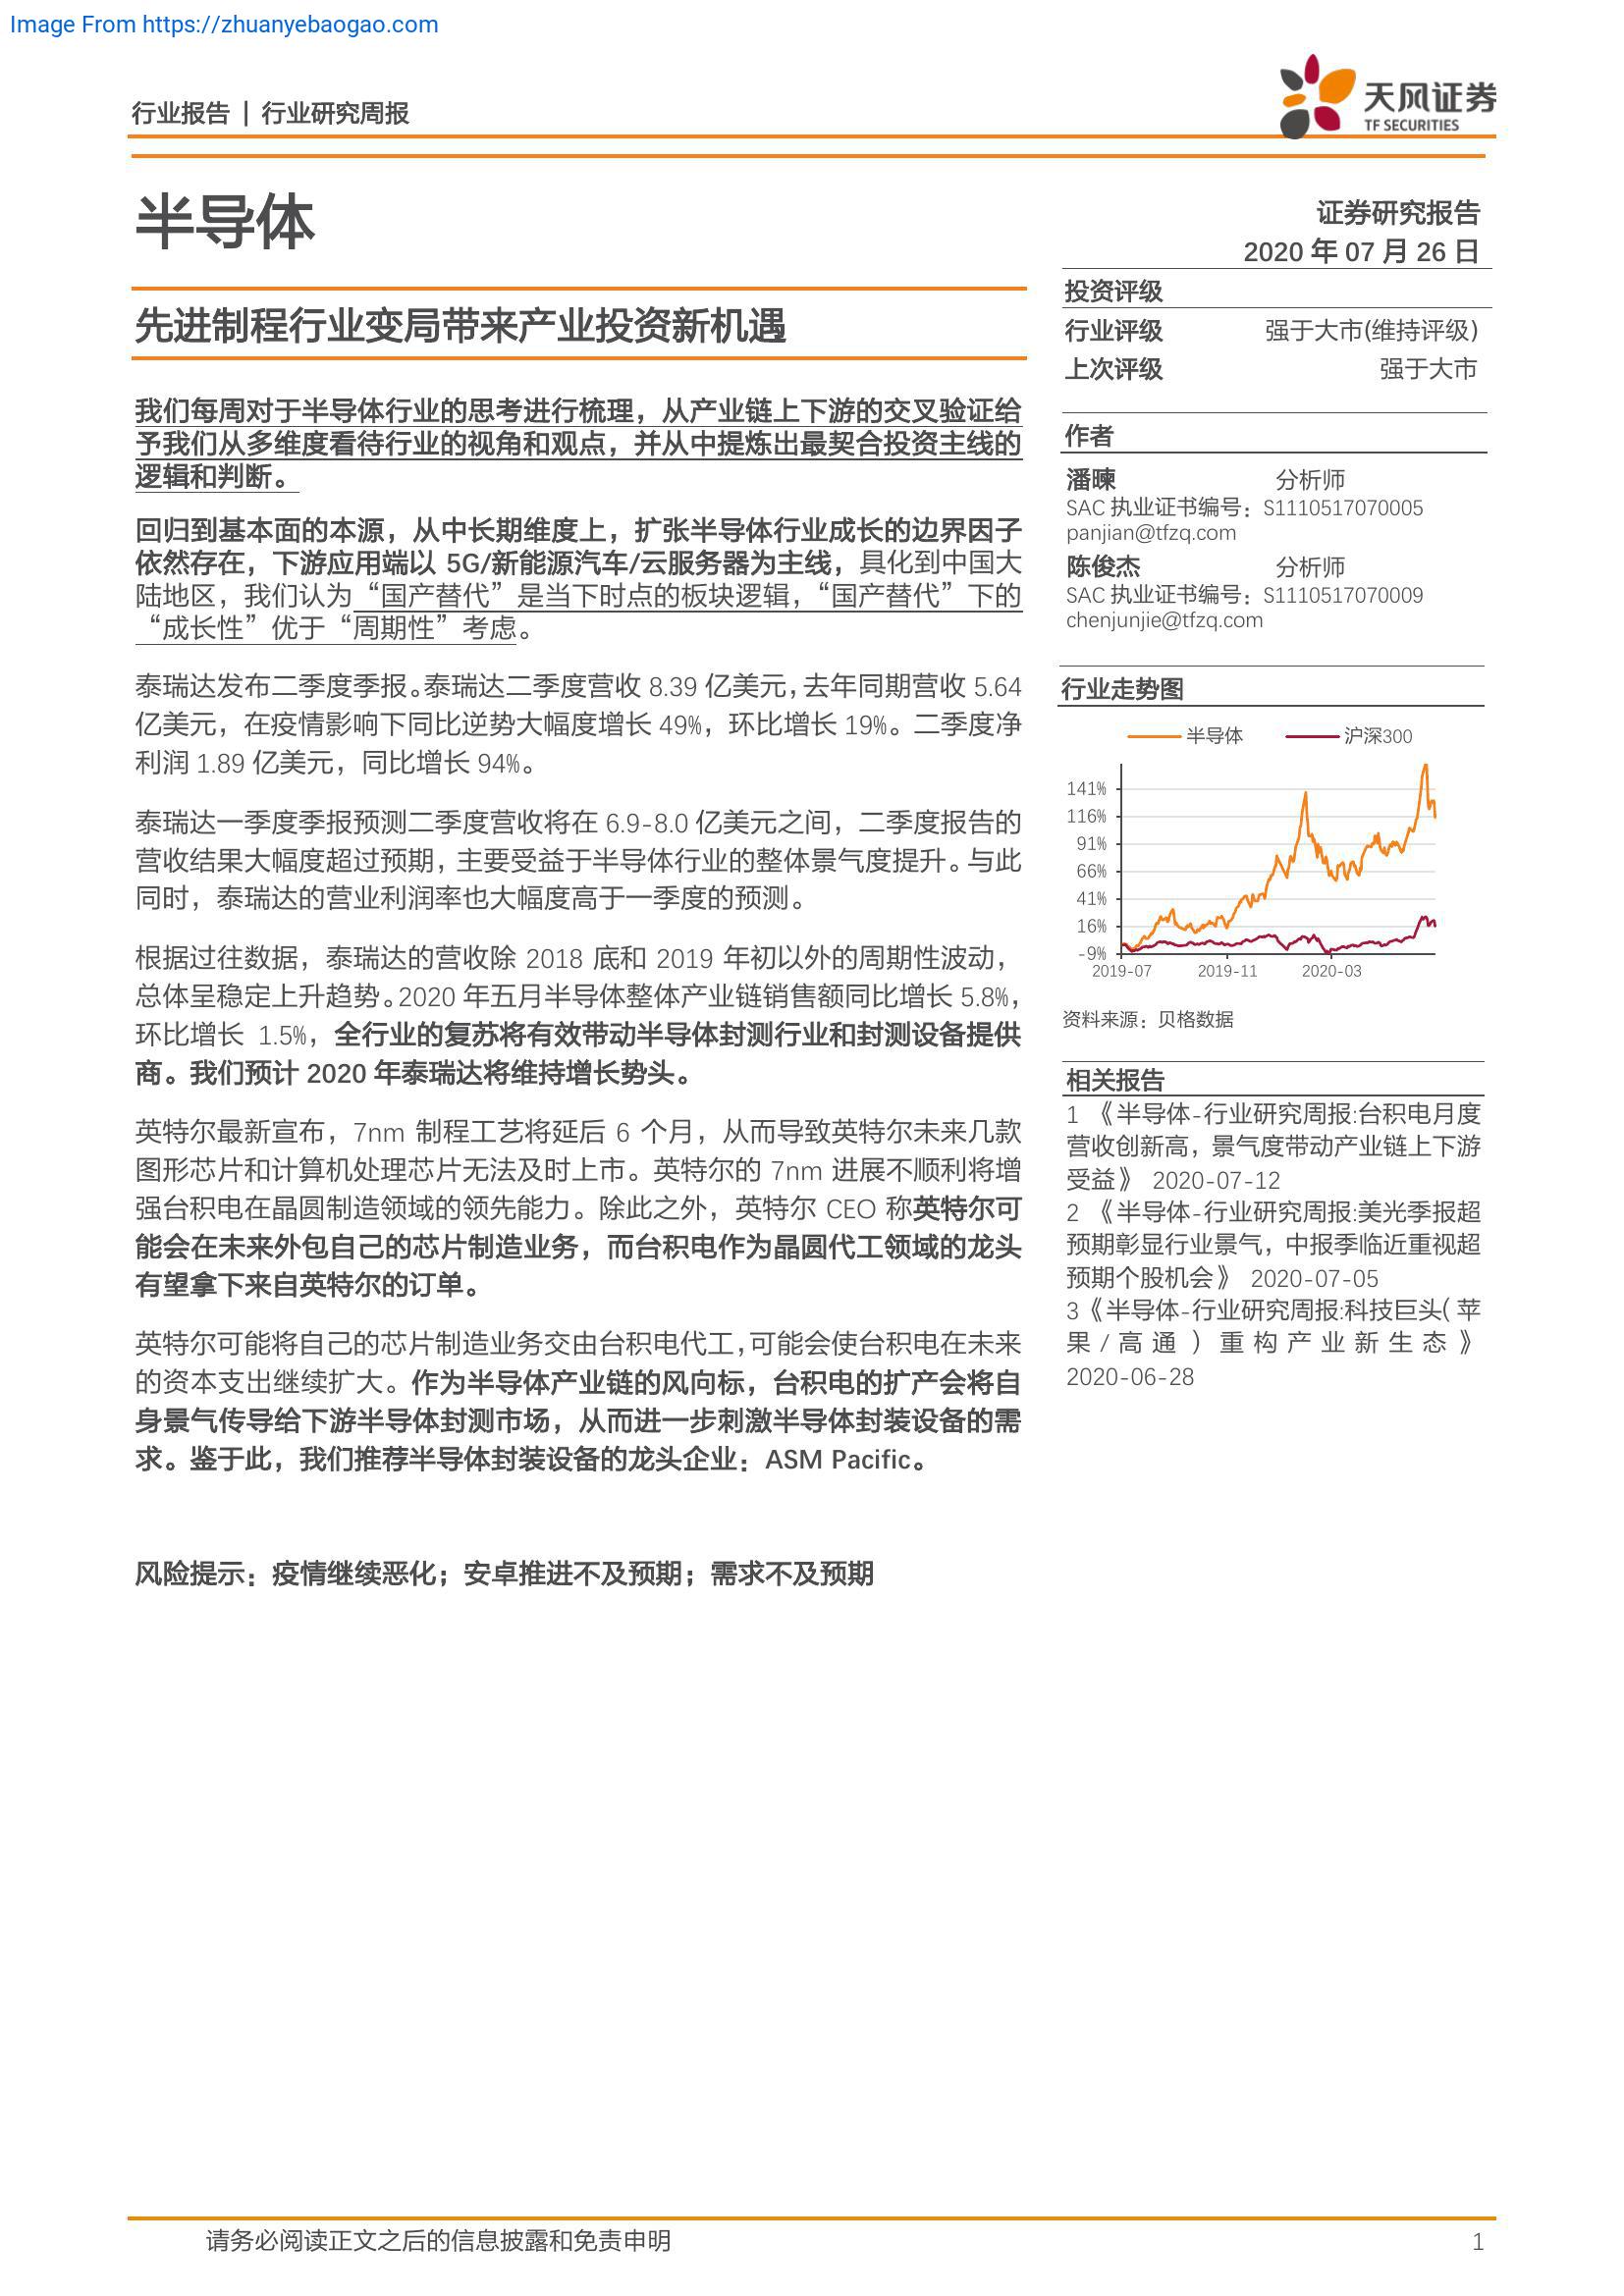 Image From https://zhuanyebaogao.com
行业报告 | 行业研究周报
天风证券
TF SECURITIES
半导体
证券研究报告
2020 年 07 月 26 日
先进制程行业变局带来产业投资新机遇
我们每周对于半导体行业的思考进行梳理，从产业链上下游的交叉验证给
予我们从多维度看待行业的视角和观点，并从中提炼出最契合投资主线的
逻辑和判断。
回归到基本面的本源，从中长期维度上，扩张半导体行业成长的边界因子
依然存在，下游应用端以 5G/新能源汽车/云服务器为主线，具化到中国大
陆地区，我们认为“国产替代”是当下时点的板块逻辑，“国产替代”下的
“成长性”优于“周期性”考虑。
泰瑞达发布二季度季报。泰瑞达二季度营收 8.39 亿美元，去年同期营收 5.64
亿美元，在疫情影响下同比逆势大幅度增长 49%，环比增长 19%。二季度净
利润 1.89 亿美元，同比增长 94%。
泰瑞达一季度季报预测二季度营收将在 6.9-8.0 亿美元之间，二季度报告的
营收结果大幅度超过预期，主要受益于半导体行业的整体景气度提升。与此
同时，泰瑞达的营业利润率也大幅度高于一季度的预测。
根据过往数据，泰瑞达的营收除 2018 底和 2019 年初以外的周期性波动，
总体呈稳定上升趋势。2020 年五月半导体整体产业链销售额同比增长 5.8%，
环比增长 1.5%，全行业的复苏将有效带动半导体封测行业和封测设备提供
商。我们预计 2020 年泰瑞达将维持增长势头。
英特尔最新宣布，7nm 制程工艺将延后 6 个月，从而导致英特尔未来几款
图形芯片和计算机处理芯片无法及时上市。英特尔的 7nm 进展不顺利将增
强台积电在晶圆制造领域的领先能力。除此之外，英特尔 CEO 称英特尔可
能会在未来外包自己的芯片制造业务，而台积电作为晶圆代工领域的龙头
有望拿下来自英特尔的订单。
英特尔可能将自己的芯片制造业务交由台积电代工，可能会使台积电在未来
的资本支出继续扩大。作为半导体产业链的风向标，台积电的扩产会将自
身景气传导给下游半导体封测市场，从而进一步刺激半导体封装设备的需
求。鉴于此，我们推荐半导体封装设备的龙头企业：ASM Pacific。
风险提示：疫情继续恶化；安卓推进不及预期；需求不及预期
投资评级
行业评级 强于大市(维持评级)
上次评级 强于大市
作者
潘暕 分析师
SAC 执业证书编号：S1110517070005
panjian@tfzq.com
陈俊杰 分析师
SAC 执业证书编号：S1110517070009
chenjunjie@tfzq.com
行业走势图
半导体 沪深300
141%
116%
91%
66%
41%
16%
-9%
2019-07 2019-11 2020-03
资料来源：贝格数据
相关报告
1 《半导体-行业研究周报:台积电月度
营收创新高，景气度带动产业链上下游
受益》 2020-07-12
2 《半导体-行业研究周报:美光季报超
预期彰显行业景气，中报季临近重视超
预期个股机会》 2020-07-05
3《半导体-行业研究周报:科技巨头(苹
果/高通）重构产业新生态》
2020-06-28
请务必阅读正文之后的信息披露和免责申明 1